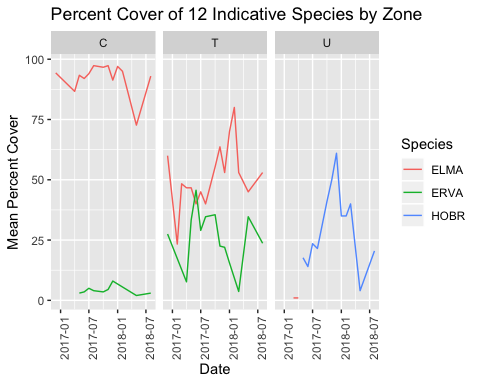 Percent Cover of 12 Indicative Species by Zone
C T U
100
75
50
25
0
Mean Percent Cover
2017-01 2017-07 2018-01 2018-07 2017-01 2017-07 2018-01 2018-07 2017-01 2017-07 2018-01 2018-07
Date
Species
ELMA
ERVA
HOBR